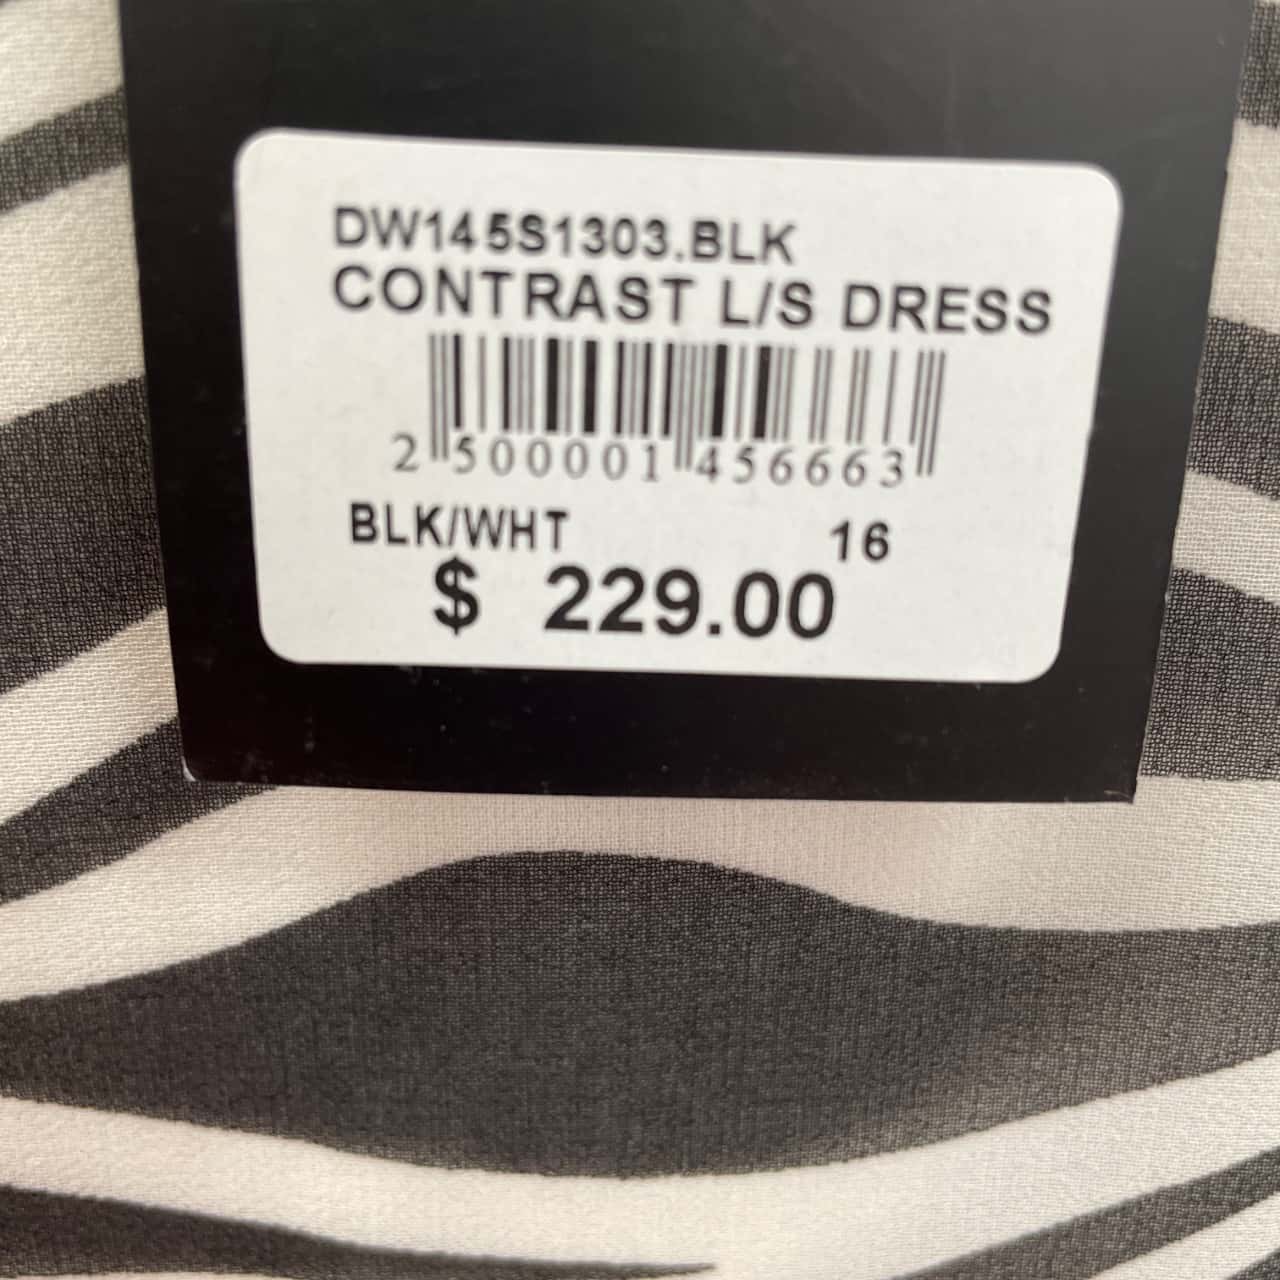 DW145S1303.BLK
CONTRAST L/S DRESS
2 500001 456663
BLK/WHT 16
$ 229.00